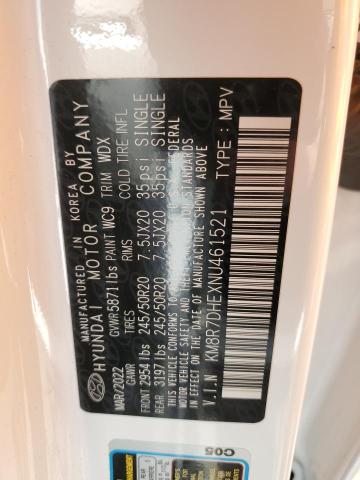 MANUFACTURED IN KOREA BY
HYUNDAI MOTOR COMPANY
MAR/2022 GVWR 5871 lbs PAINT WC9 TRIM WDX
GAWR TIRES RIMS COLD TIRE INFL
FRONT 2954 lbs 245/50R20 7.5JX20 35psi SINGLE
REAR 3197 lbs 245/50R20 7.5JX20 35psi SINGLE
THIS VEHICLE CONFORMS TO ALL APPLICABLE FEDERAL
MOTOR VEHICLE SAFETY STANDARDS
IN EFFECT ON THE DATE OF MANUFACTURE SHOWN ABOVE
V.I.N KM8R7DHEXNU461521 TYPE : MPV
C05